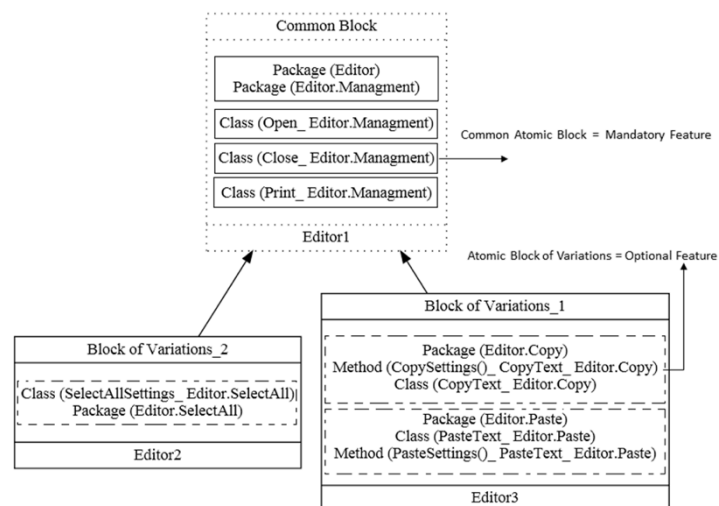 Common Block
Package (Editor)
Package (Editor.Managment)
Class (Open_ Editor.Managment)
Class (Close_ Editor.Managment)
Class (Print_ Editor.Managment)
Editor1
Common Atomic Block = Mandatory Feature
Atomic Block of Variations = Optional Feature
Block of Variations_2
Class (SelectAllSettings_ Editor.SelectAll)
Package (Editor.SelectAll)
Editor2
Block of Variations_1
Package (Editor.Copy)
Method (CopySettings()_ CopyText_ Editor.Copy)
Class (CopyText_ Editor.Copy)
Package (Editor.Paste)
Class (PasteText_ Editor.Paste)
Method (PasteSettings()_ PasteText_ Editor.Paste)
Editor3